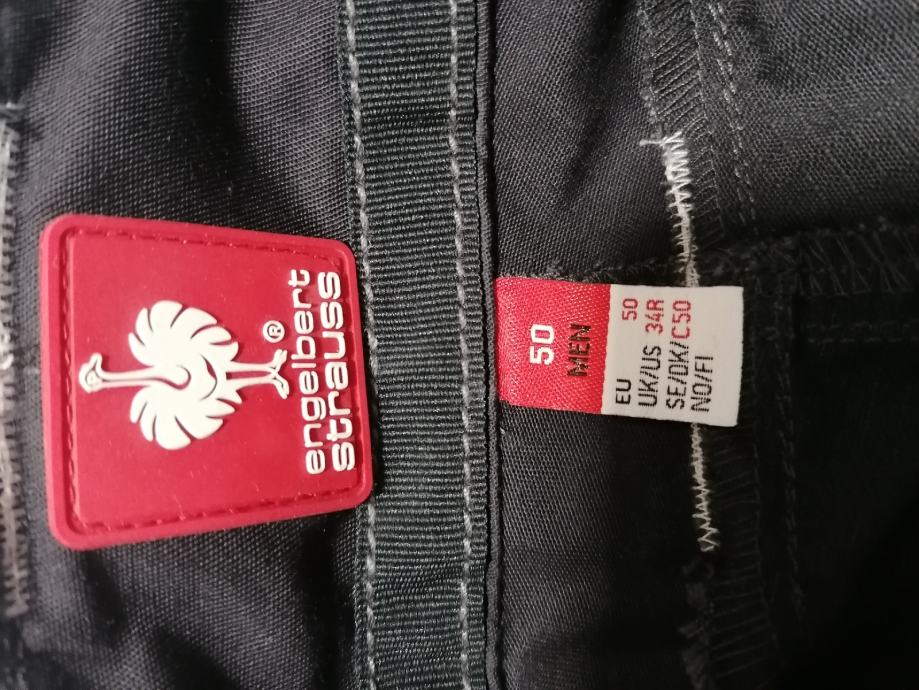 engelbert
strauss
®
50
MEN
EU 50
UK/US 34R
SE/DK/C50
NO/FI